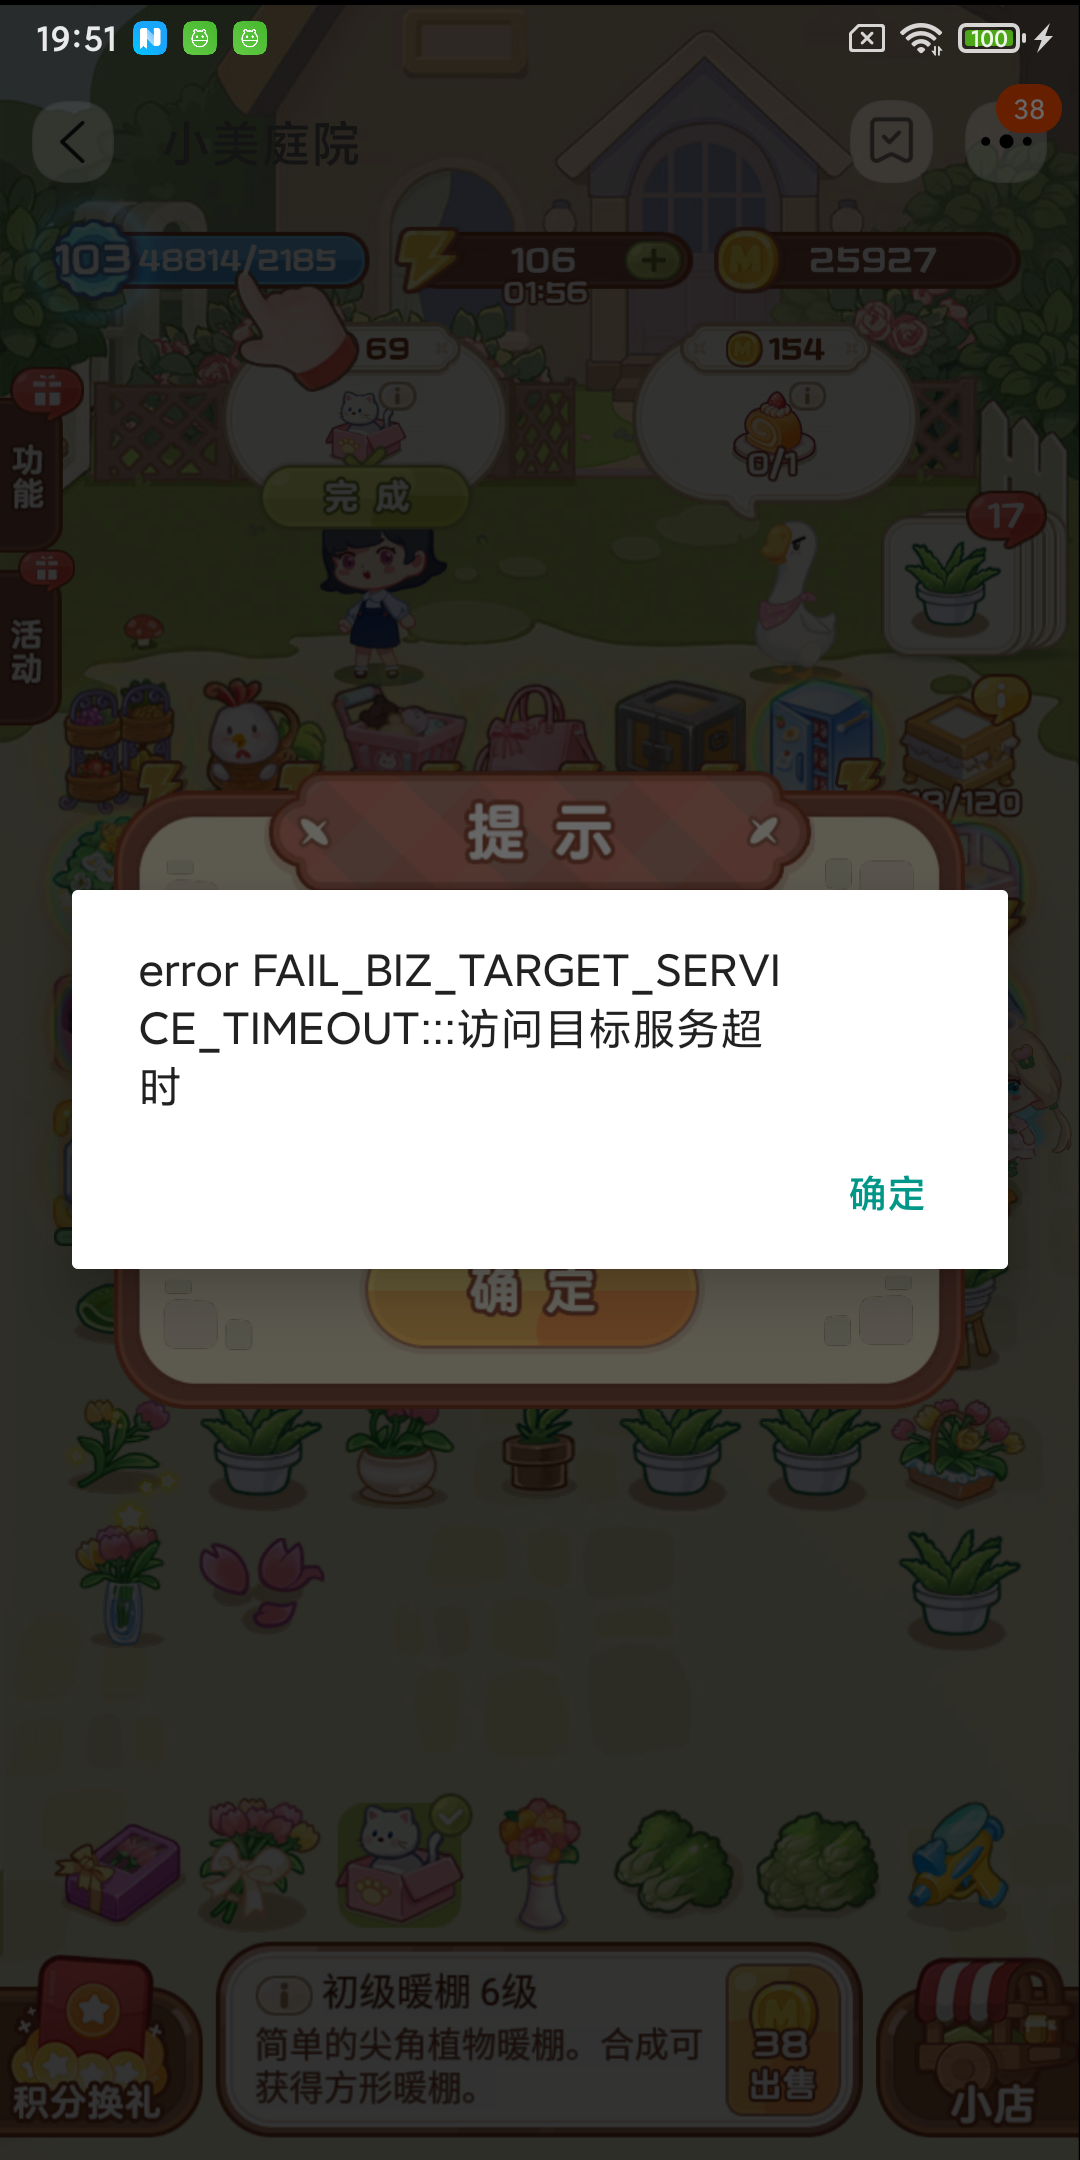 19:51
100
38
小美庭院
103 48814/2185
106
01:56
25927
69
154
0/1
完成
功能
活动
17
/120
提示
error FAIL_BIZ_TARGET_SERVI
CE_TIMEOUT:::访问目标服务超
时
确定
确定
初级暖棚 6级
简单的尖角植物暖棚。合成可
获得方形暖棚。
38
出售
积分换礼
小店